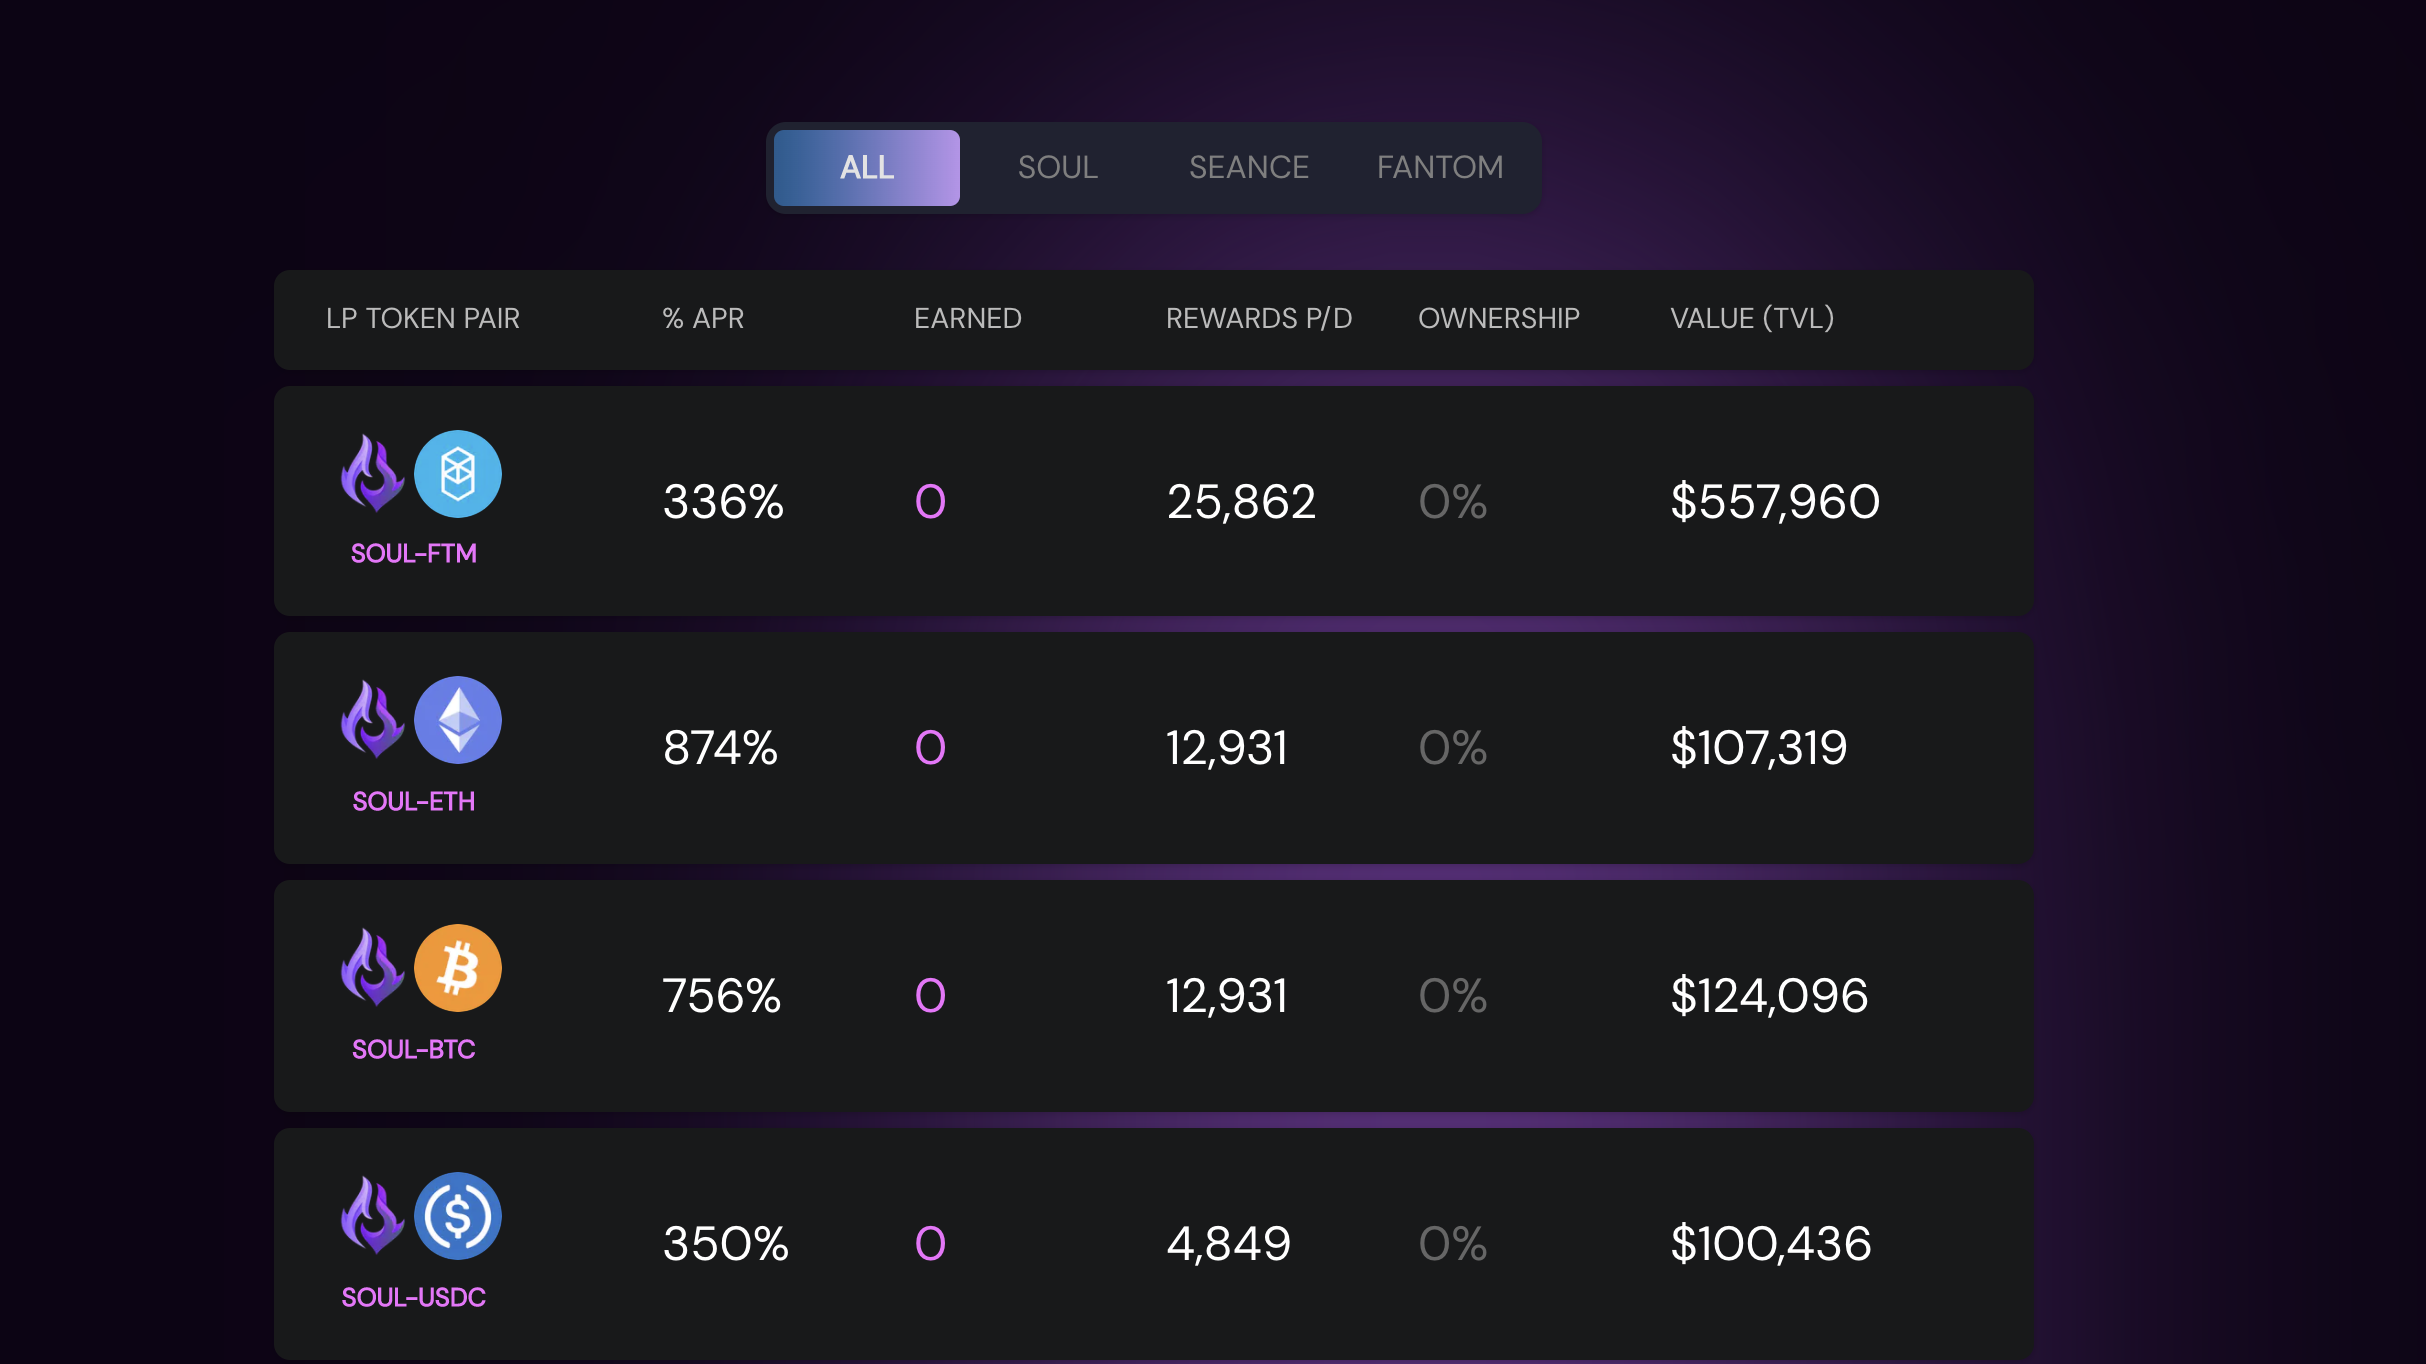 ALL SOUL SEANCE FANTOM
LP TOKEN PAIR % APR EARNED REWARDS P/D OWNERSHIP VALUE (TVL)
336% 0 25,862 0% $557,960
SOUL-FTM
874% 0 12,931 0% $107,319
SOUL-ETH
756% 0 12,931 0% $124,096
SOUL-BTC
350% 0 4,849 0% $100,436
SOUL-USDC